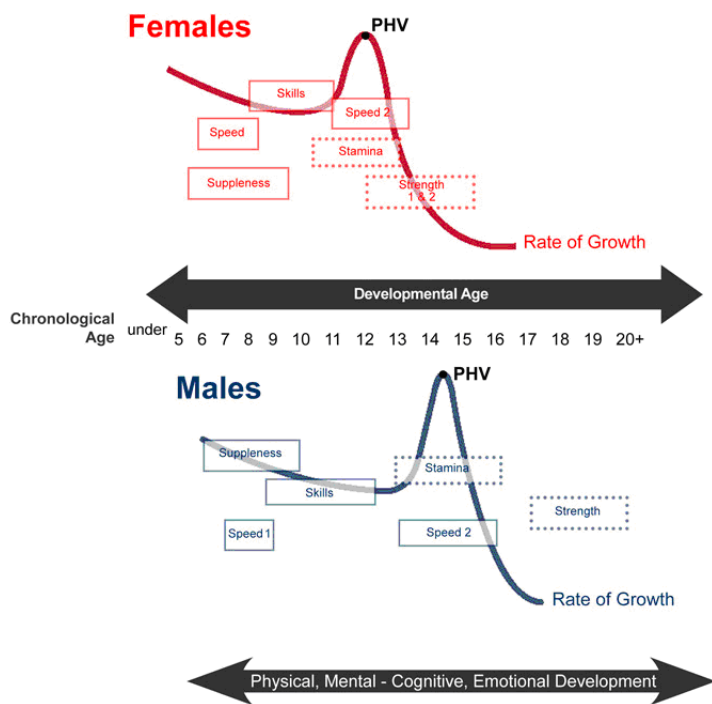 Females
PHV
Skills
Speed 2
Speed
Stamina
Suppleness
Strength
1 & 2
Rate of Growth
Developmental Age
Chronological
Age
under 5 6 7 8 9 10 11 12 13 14 15 16 17 18 19 20+
PHV
Males
Suppleness
Stamina
Skills
Strength
Speed 1
Speed 2
Rate of Growth
Physical, Mental - Cognitive, Emotional Development